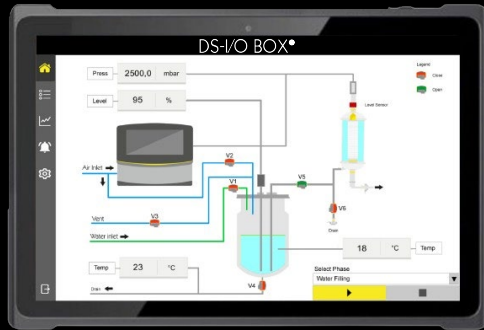 DS-I/O BOX®
Press 2500,0 mbar
Legend
Close
Open
Level 95 %
Level Sensor
Air Inlet
V2
V1
V5
Vent
V3
V6
Water inlet
Drain
18 °C Temp
Temp 23 °C
Select Phase
Water Filling
Drain
V4